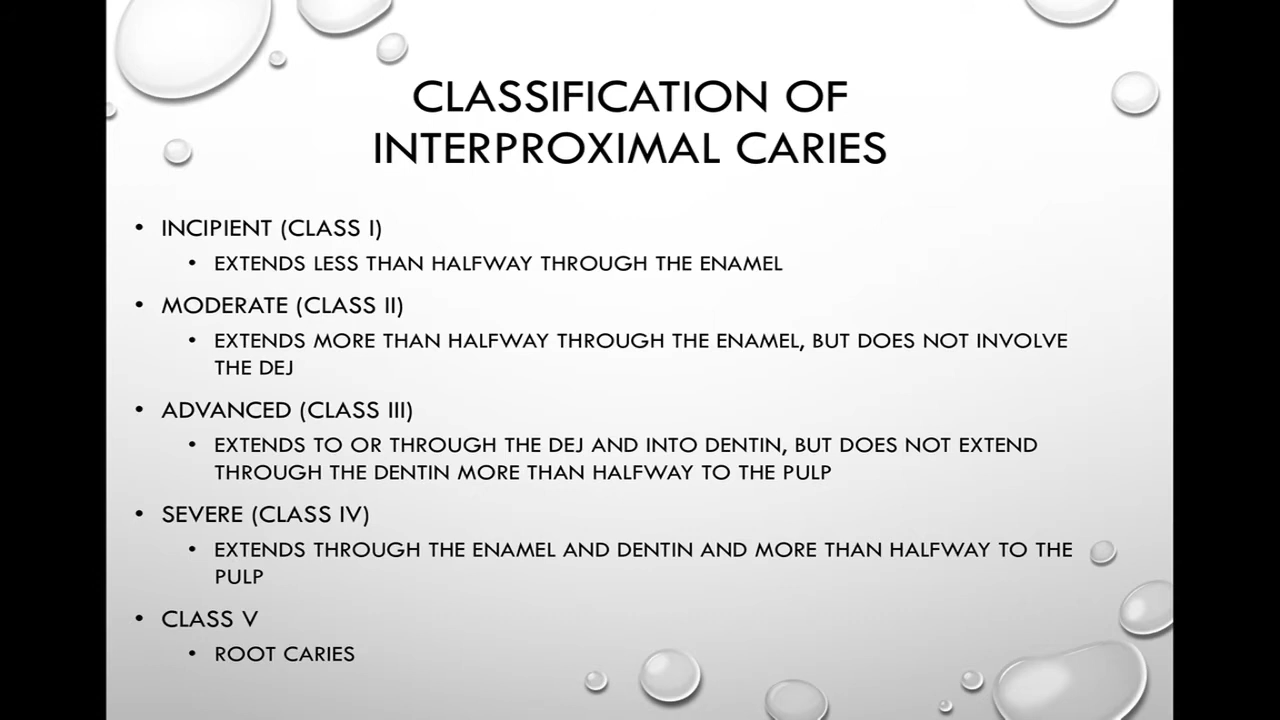 CLASSIFICATION OF
INTERPROXIMAL CARIES
• INCIPIENT (CLASS I)
• EXTENDS LESS THAN HALFWAY THROUGH THE ENAMEL
• MODERATE (CLASS II)
• EXTENDS MORE THAN HALFWAY THROUGH THE ENAMEL, BUT DOES NOT INVOLVE
THE DEJ
• ADVANCED (CLASS III)
• EXTENDS TO OR THROUGH THE DEJ AND INTO DENTIN, BUT DOES NOT EXTEND
THROUGH THE DENTIN MORE THAN HALFWAY TO THE PULP
• SEVERE (CLASS IV)
• EXTENDS THROUGH THE ENAMEL AND DENTIN AND MORE THAN HALFWAY TO THE
PULP
• CLASS V
• ROOT CARIES